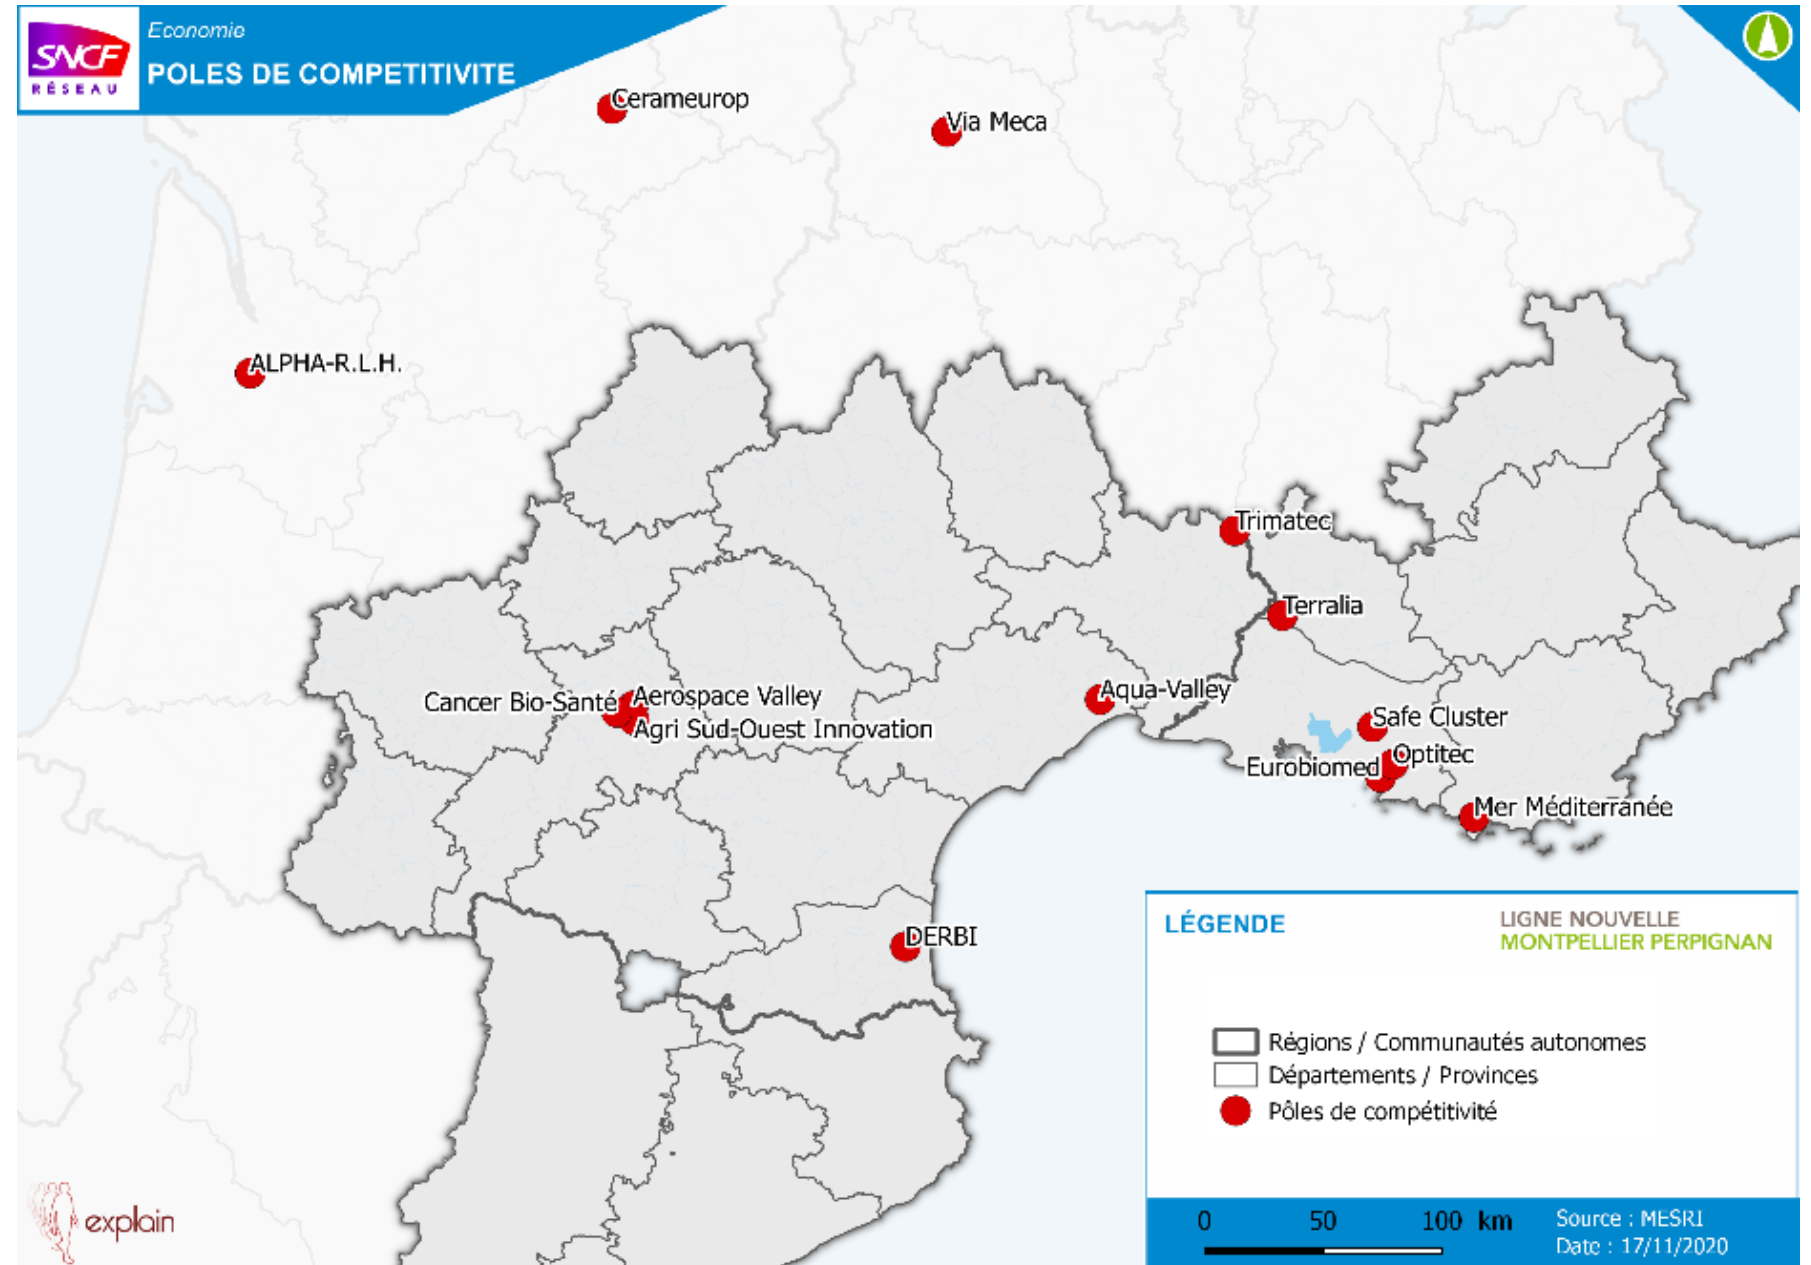 SNCF
RÉSEAU
Economie
POLES DE COMPETITIVITE
Cerameurop
Via Meca
ALPHA-R.L.H.
Trimatec
Terralia
Cancer Bio-Santé
Aerospace Valley
Agri Sud-Ouest Innovation
Aqua-Valley
Safe Cluster
Optitec
Eurobiomed
Mer Méditerranée
DERBI
LÉGENDE
LIGNE NOUVELLE
MONTPELLIER PERPIGNAN
Régions / Communautés autonomes
Départements / Provinces
Pôles de compétitivité
0 50 100 km
Source : MESRI
Date : 17/11/2020
explain